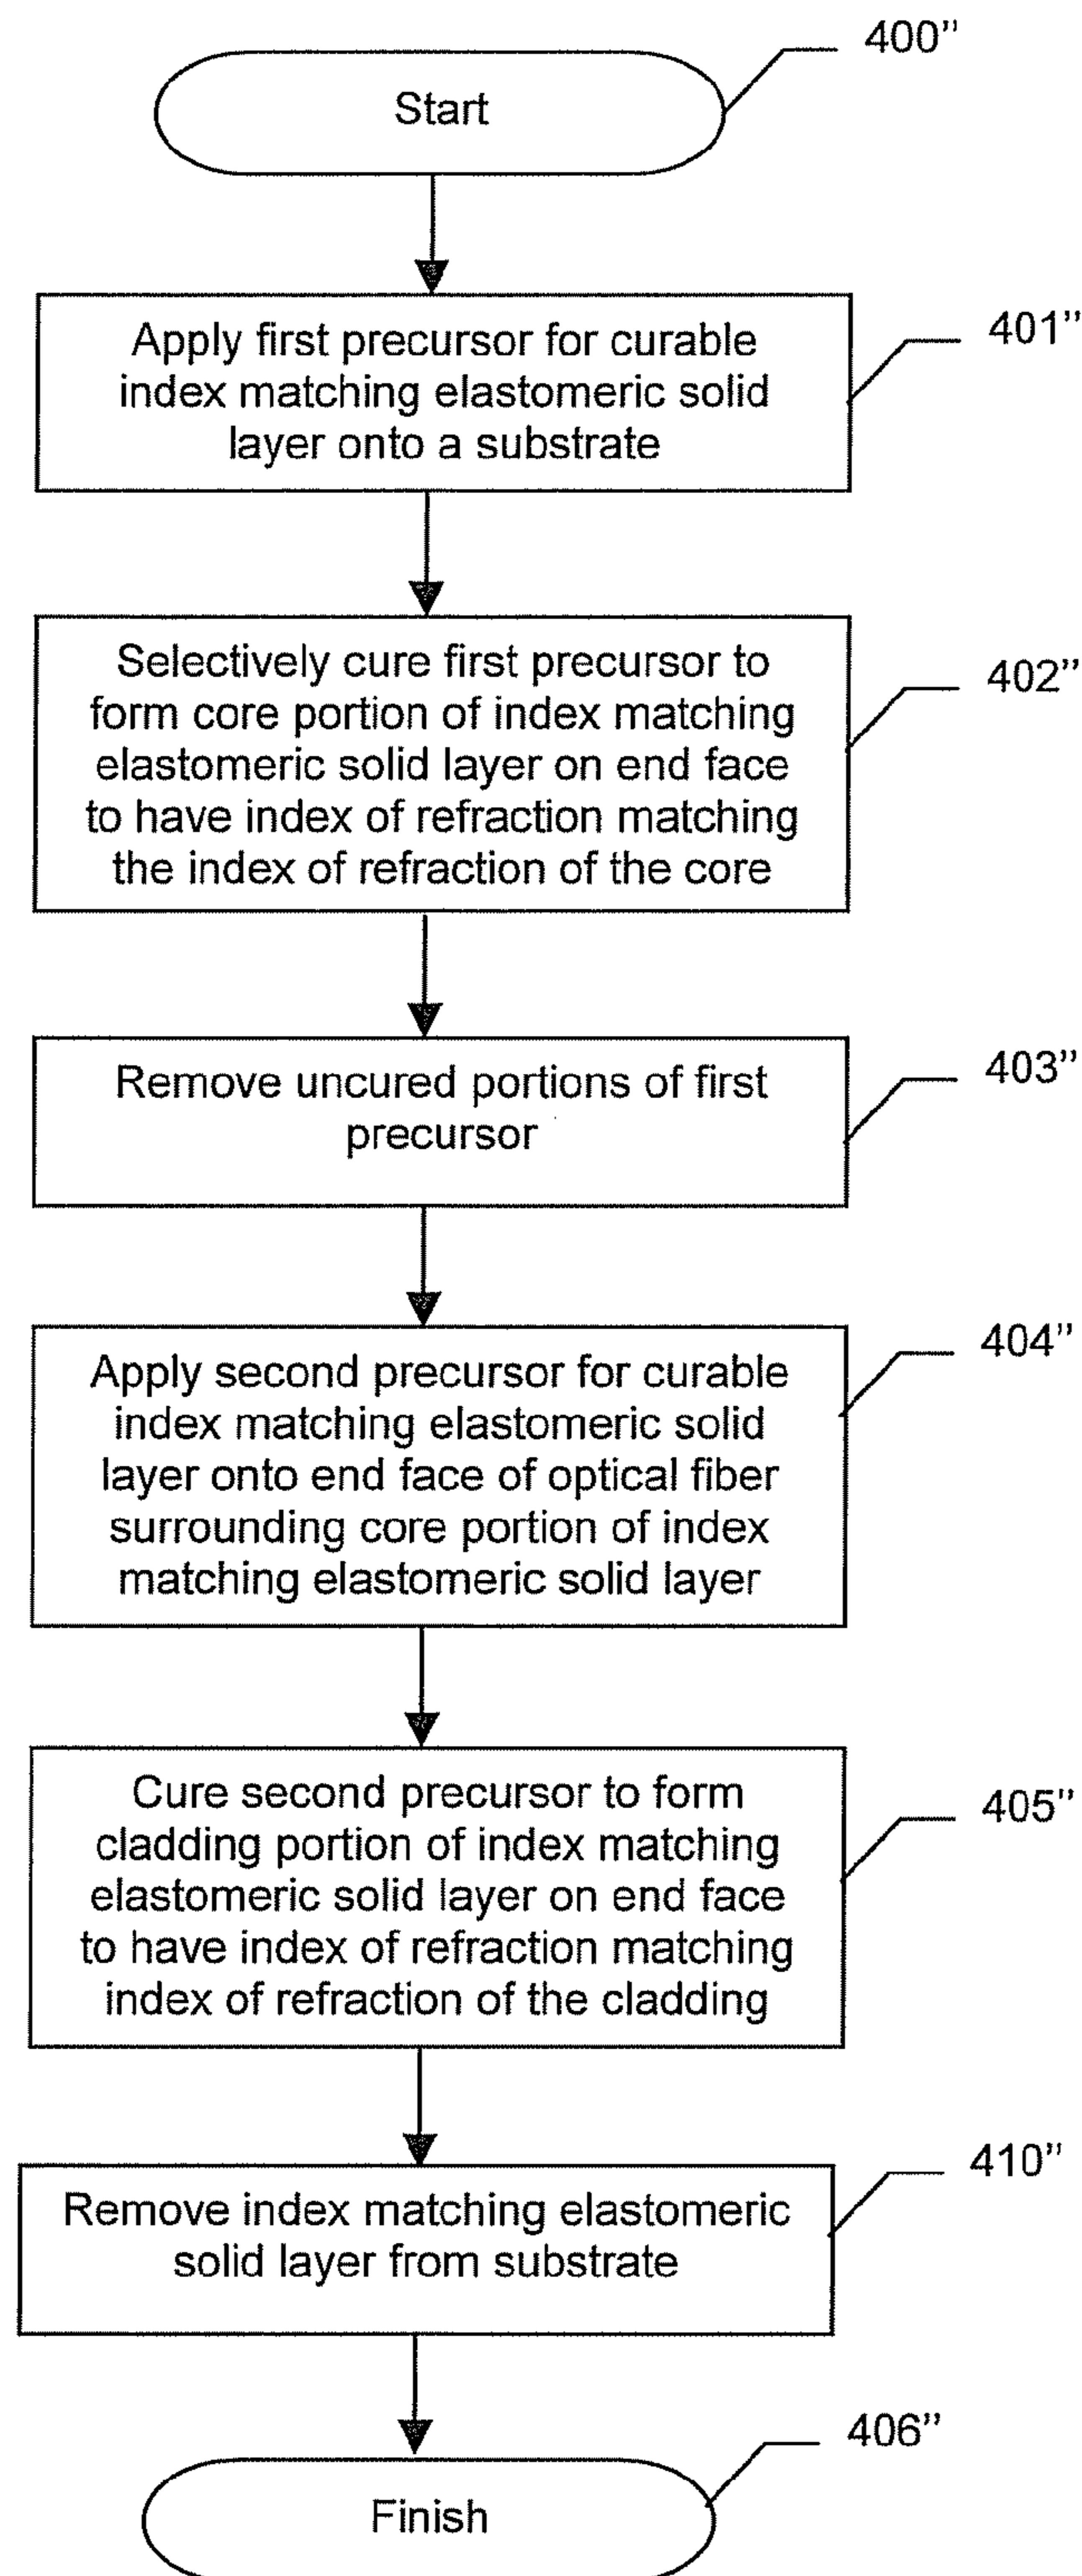 400”
Start
401”
Apply first precursor for curable
index matching elastomeric solid
layer onto a substrate
402”
Selectively cure first precursor to
form core portion of index matching
elastomeric solid layer on end face
to have index of refraction matching
the index of refraction of the core
403”
Remove uncured portions of first
precursor
404”
Apply second precursor for curable
index matching elastomeric solid
layer onto end face of optical fiber
surrounding core portion of index
matching elastomeric solid layer
405”
Cure second precursor to form
cladding portion of index matching
elastomeric solid layer on end face
to have index of refraction matching
index of refraction of the cladding
410”
Remove index matching elastomeric
solid layer from substrate
406”
Finish